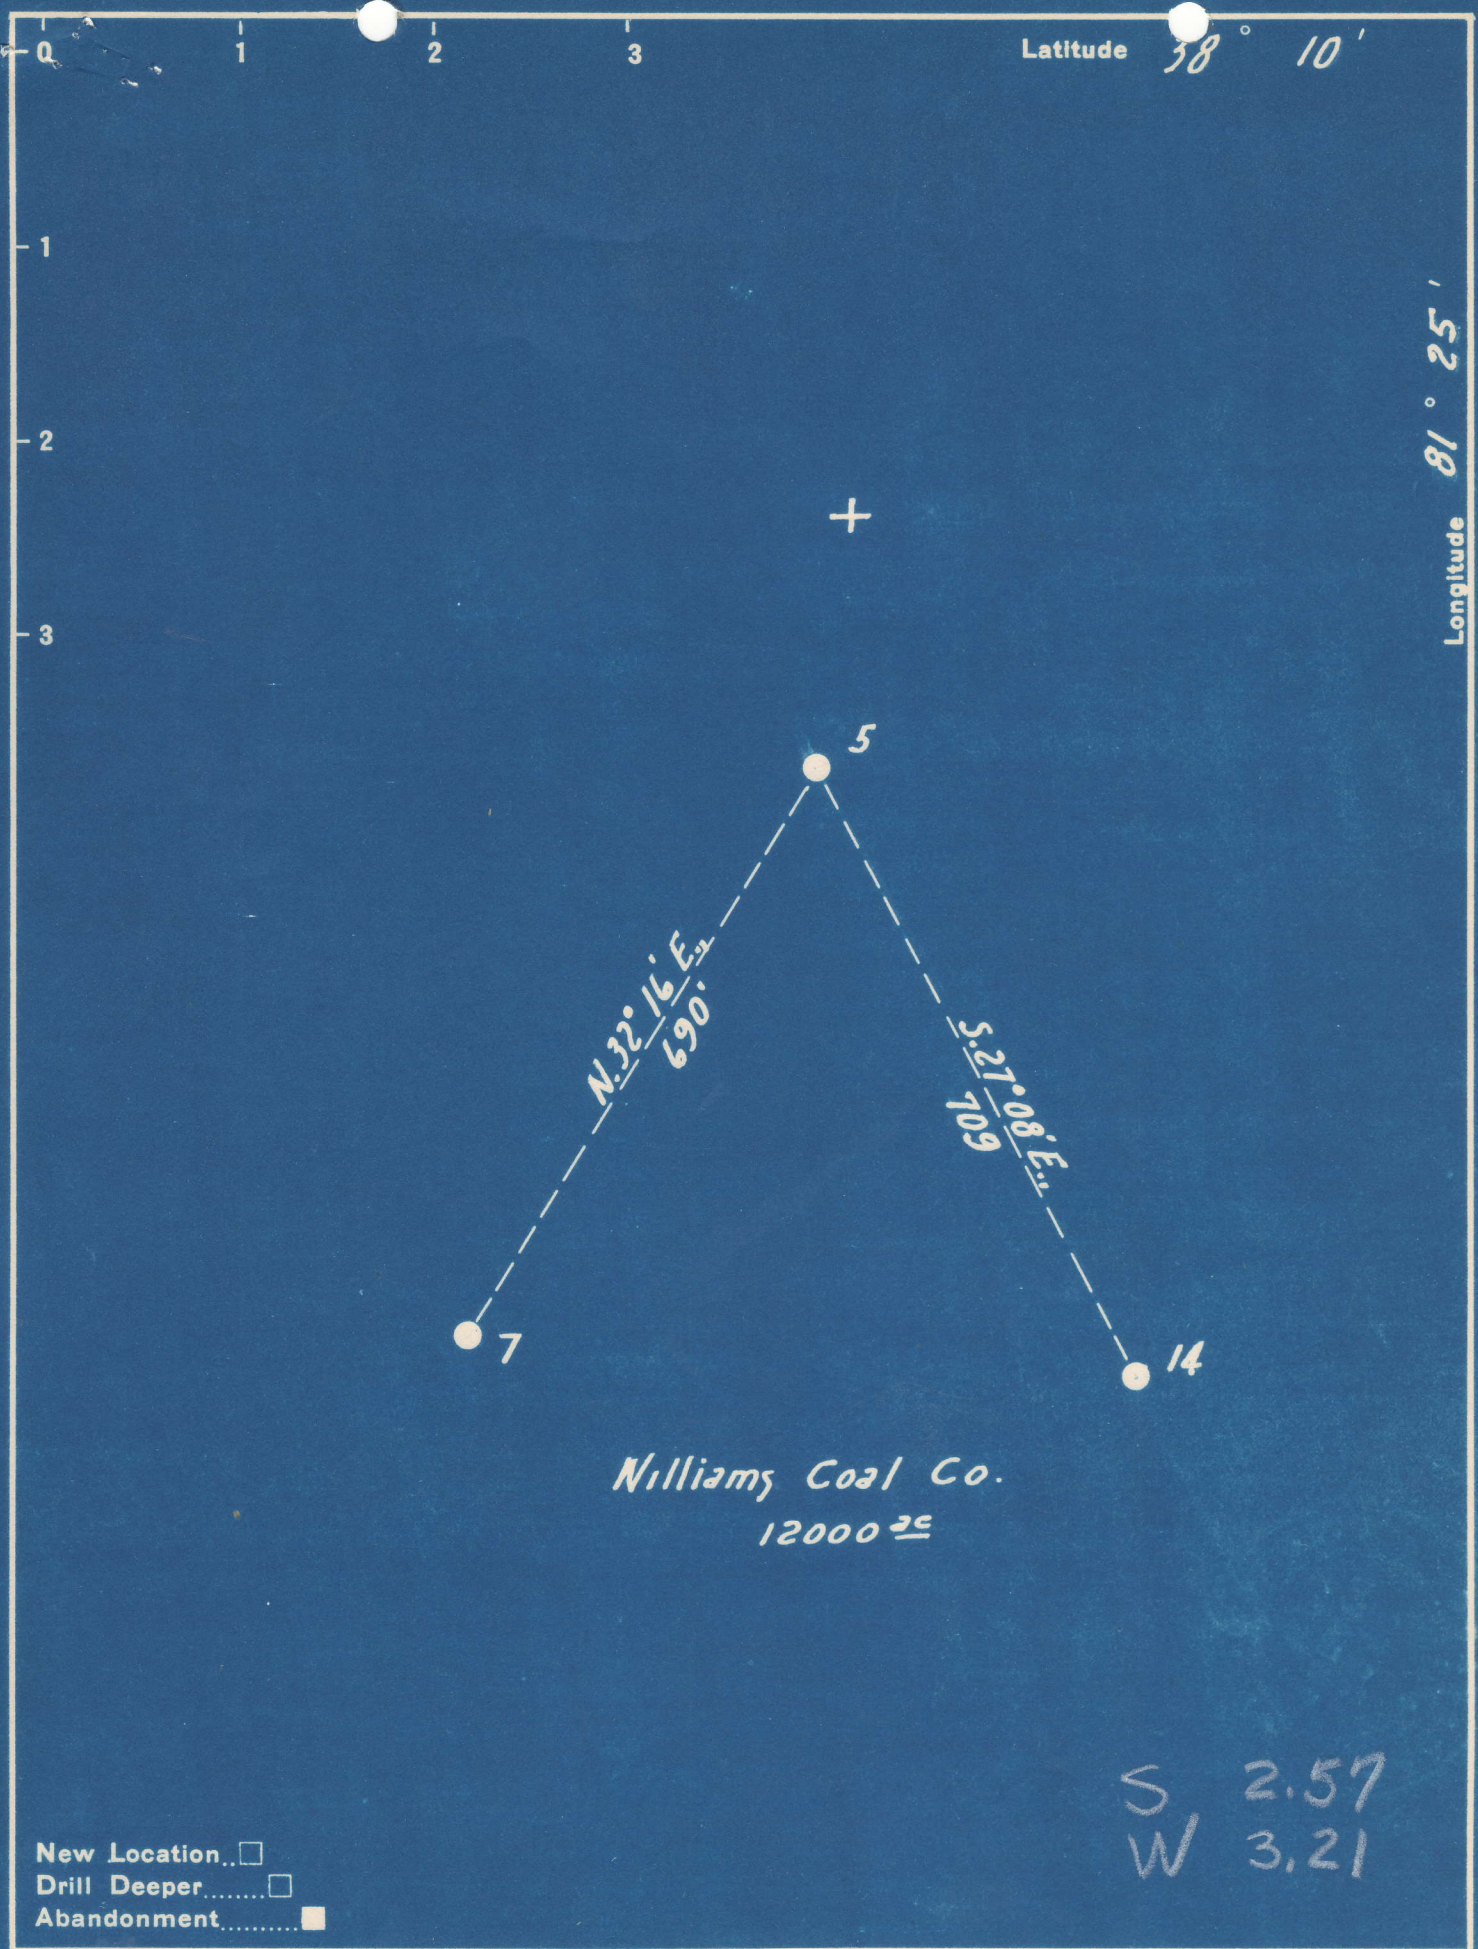 0 1 2 3 Latitude 38° 10'
1
2
3
Longitude 81° 25'
5
N.32° 16' E.,
690'
S.27° 08' E.,
709
7
14
Williams Coal Co.
12000 ac
S 2.57
W 3.21
New Location..
Drill Deeper........
Abandonment..........